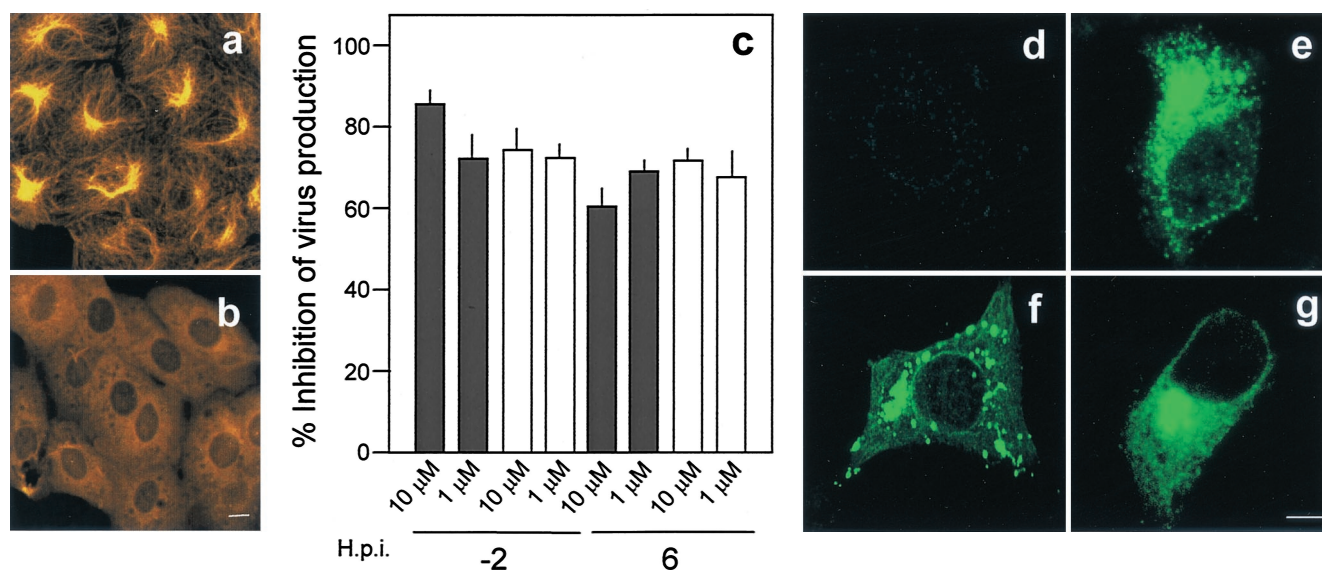 a
b
c
% Inhibition of virus production
100
80
60
40
20
0
10 μM
1 μM
10 μM
1 μM
10 μM
1 μM
10 μM
1 μM
H.p.i.
-2
6
d
e
f
g